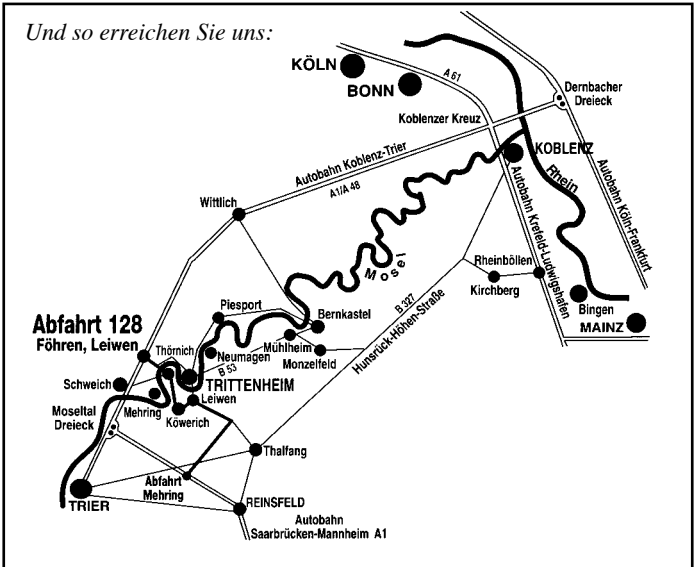 Und so erreichen Sie uns:
KÖLN
BONN
A 61
Dernbacher
Dreieck
Koblenzer Kreuz
KOBLENZ
Autobahn Koblenz-Trier
A1/A 48
Rhein
Autobahn Köln-Frankfurt
Autobahn Krefeld-Ludwigshafen
Wittlich
Mosel
Rheinböllen
Kirchberg
Bingen
MAINZ
B 327
Hunsrück-Höhen-Straße
Piesport
Bernkastel
Abfahrt 128
Föhren, Leiwen
Thörnich
Mühlheim
Neumagen
Monzelfeld
B 53
TRITTENHEIM
Schweich
Leiwen
Mehring
Köwerich
Moseltal
Dreieck
Thalfang
Abfahrt
Mehring
TRIER
REINSFELD
Autobahn
Saarbrücken-Mannheim A1